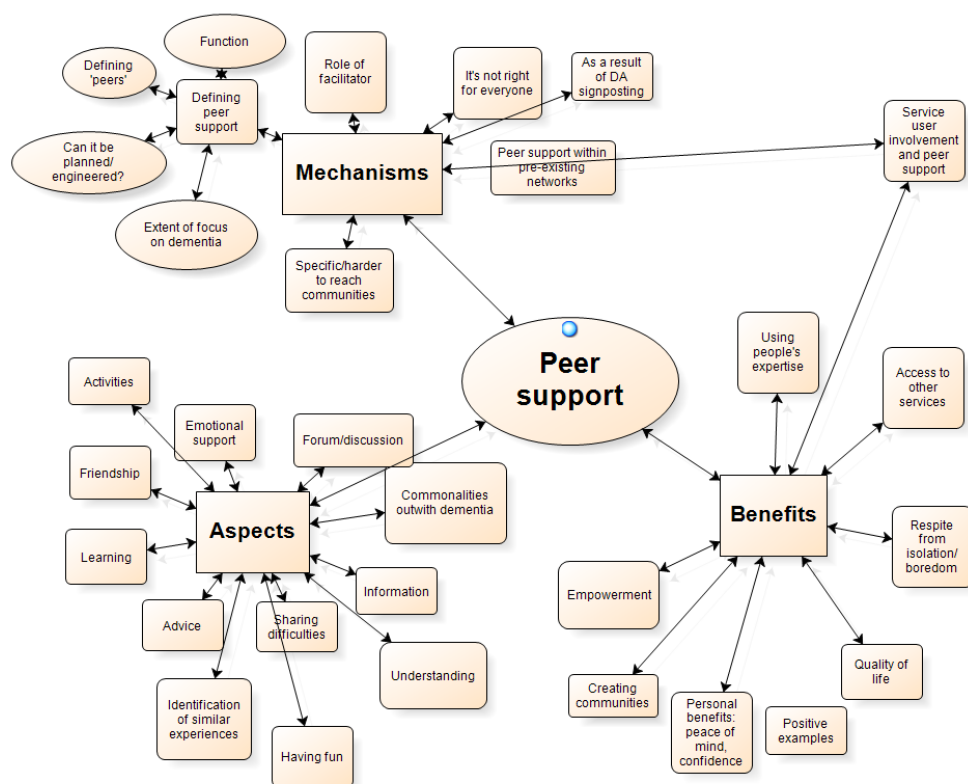 Function
Defining
'peers'
Defining
peer
support
Can it be
planned/
engineered?
Extent of focus
on dementia
Role of
facilitator
It's not right
for everyone
As a result
of DA
signposting
Service
user
involvement
and peer
support
Mechanisms
Peer support within
pre-existing
networks
Specific/harder
to reach
communities
Peer
support
Using
people's
expertise
Access to
other
services
Activities
Emotional
support
Forum/discussion
Friendship
Commonalities
outwith dementia
Aspects
Benefits
Respite
from
isolation/
boredom
Learning
Information
Empowerment
Advice
Sharing
difficulties
Understanding
Quality of
life
Identification
of similar
experiences
Having fun
Creating
communities
Personal
benefits:
peace of
mind,
confidence
Positive
examples